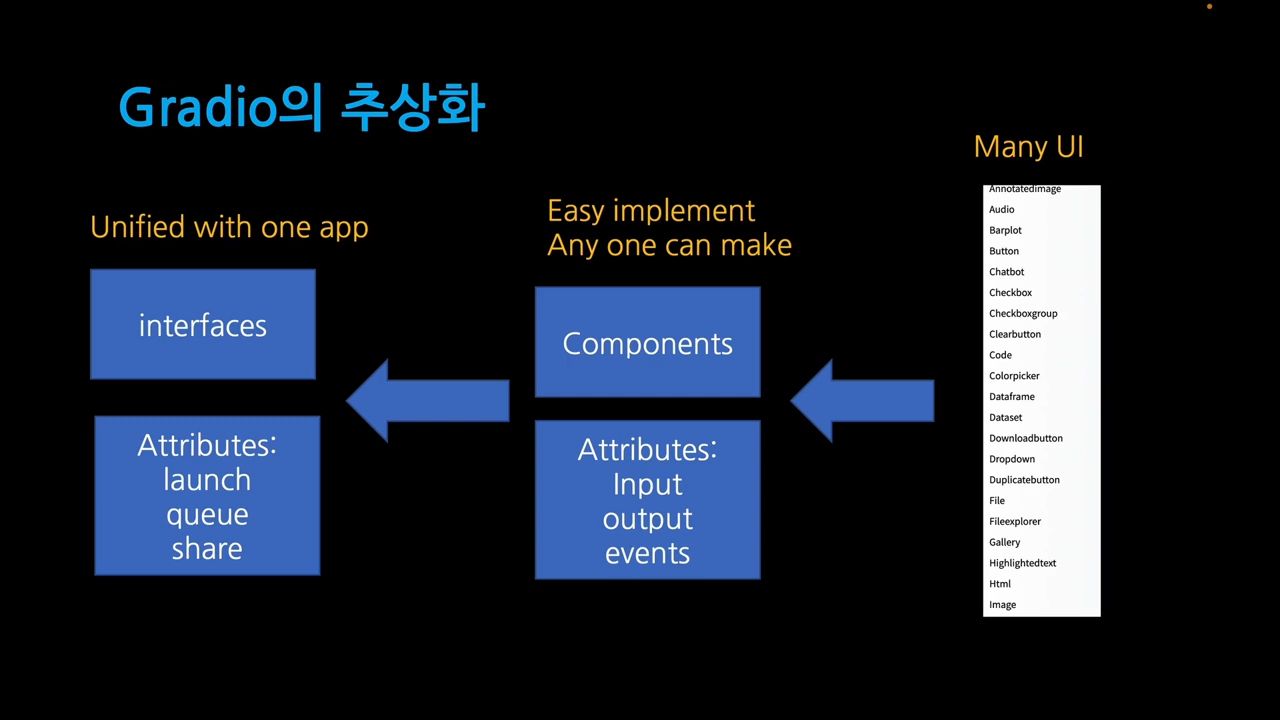 Gradio의 추상화
Unified with one app
interfaces
Attributes:
launch
queue
share
Easy implement
Any one can make
Components
Attributes:
Input
output
events
Many UI
Annotatedimage
Audio
Barplot
Button
Chatbot
Checkbox
Checkboxgroup
Clearbutton
Code
Colorpicker
Dataframe
Dataset
Downloadbutton
Dropdown
Duplicatebutton
File
Fileexplorer
Gallery
Highlightedtext
Html
Image